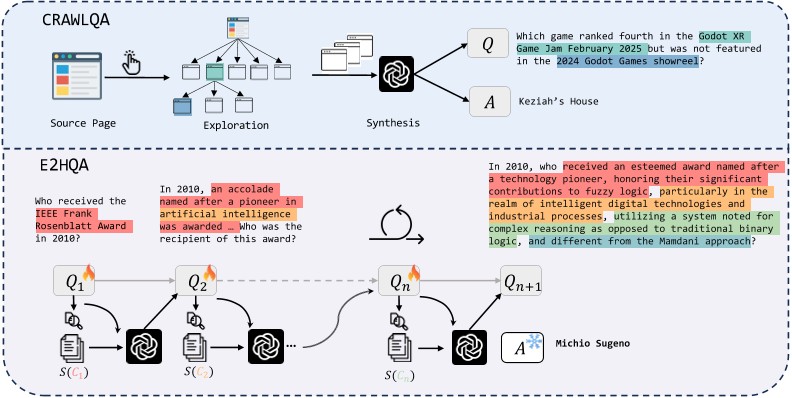 CRAWLQA
Source Page
Exploration
Synthesis
Q
Which game ranked fourth in the Godot XR
Game Jam February 2025 but was not featured
in the 2024 Godot Games showreel?
A
Keziah's House
E2HQA
Who received the
IEEE Frank
Rosenblatt Award
in 2010?
In 2010, an accolade
named after a pioneer in
artificial intelligence
was awarded … Who was the
recipient of this award?
In 2010, who received an esteemed award named after
a technology pioneer, honoring their significant
contributions to fuzzy logic, particularly in the
realm of intelligent digital technologies and
industrial processes, utilizing a system noted for
complex reasoning as opposed to traditional binary
logic, and different from the Mamdani approach?
Q1
Q2
Qn
Qn+1
...
A
Michio Sugeno
S(C1)
S(C2)
S(Cn)